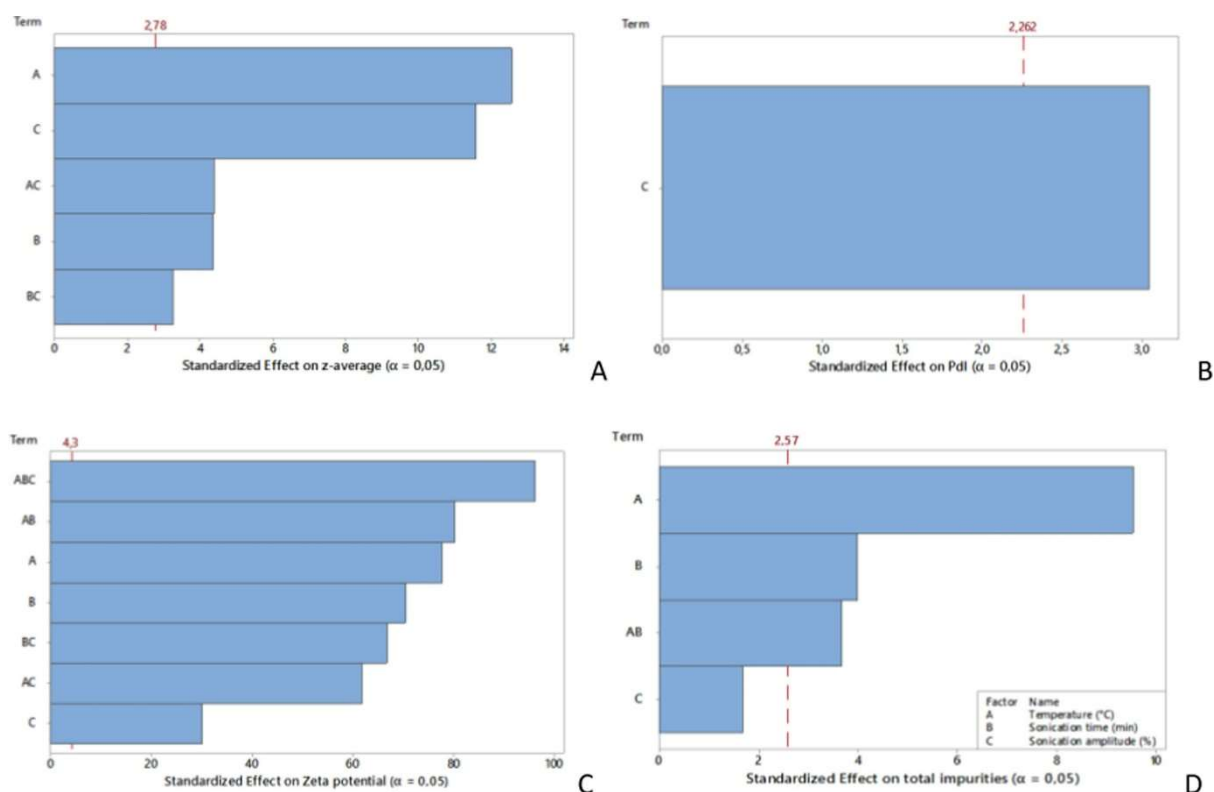 Term
2,78
A
C
AC
B
BC
0 2 4 6 8 10 12 14
Standardized Effect on z-average (α = 0,05)
A
Term
2,262
C
0,0 0,5 1,0 1,5 2,0 2,5 3,0
Standardized Effect on PdI (α = 0,05)
B
Term
4,3
ABC
AB
A
B
BC
AC
C
0 20 40 60 80 100
Standardized Effect on Zeta potential (α = 0,05)
C
Term
2,57
A
B
AB
C
Factor Name
A Temperature (°C)
B Sonication time (min)
C Sonication amplitude (%)
0 2 4 6 8 10
Standardized Effect on total impurities (α = 0,05)
D